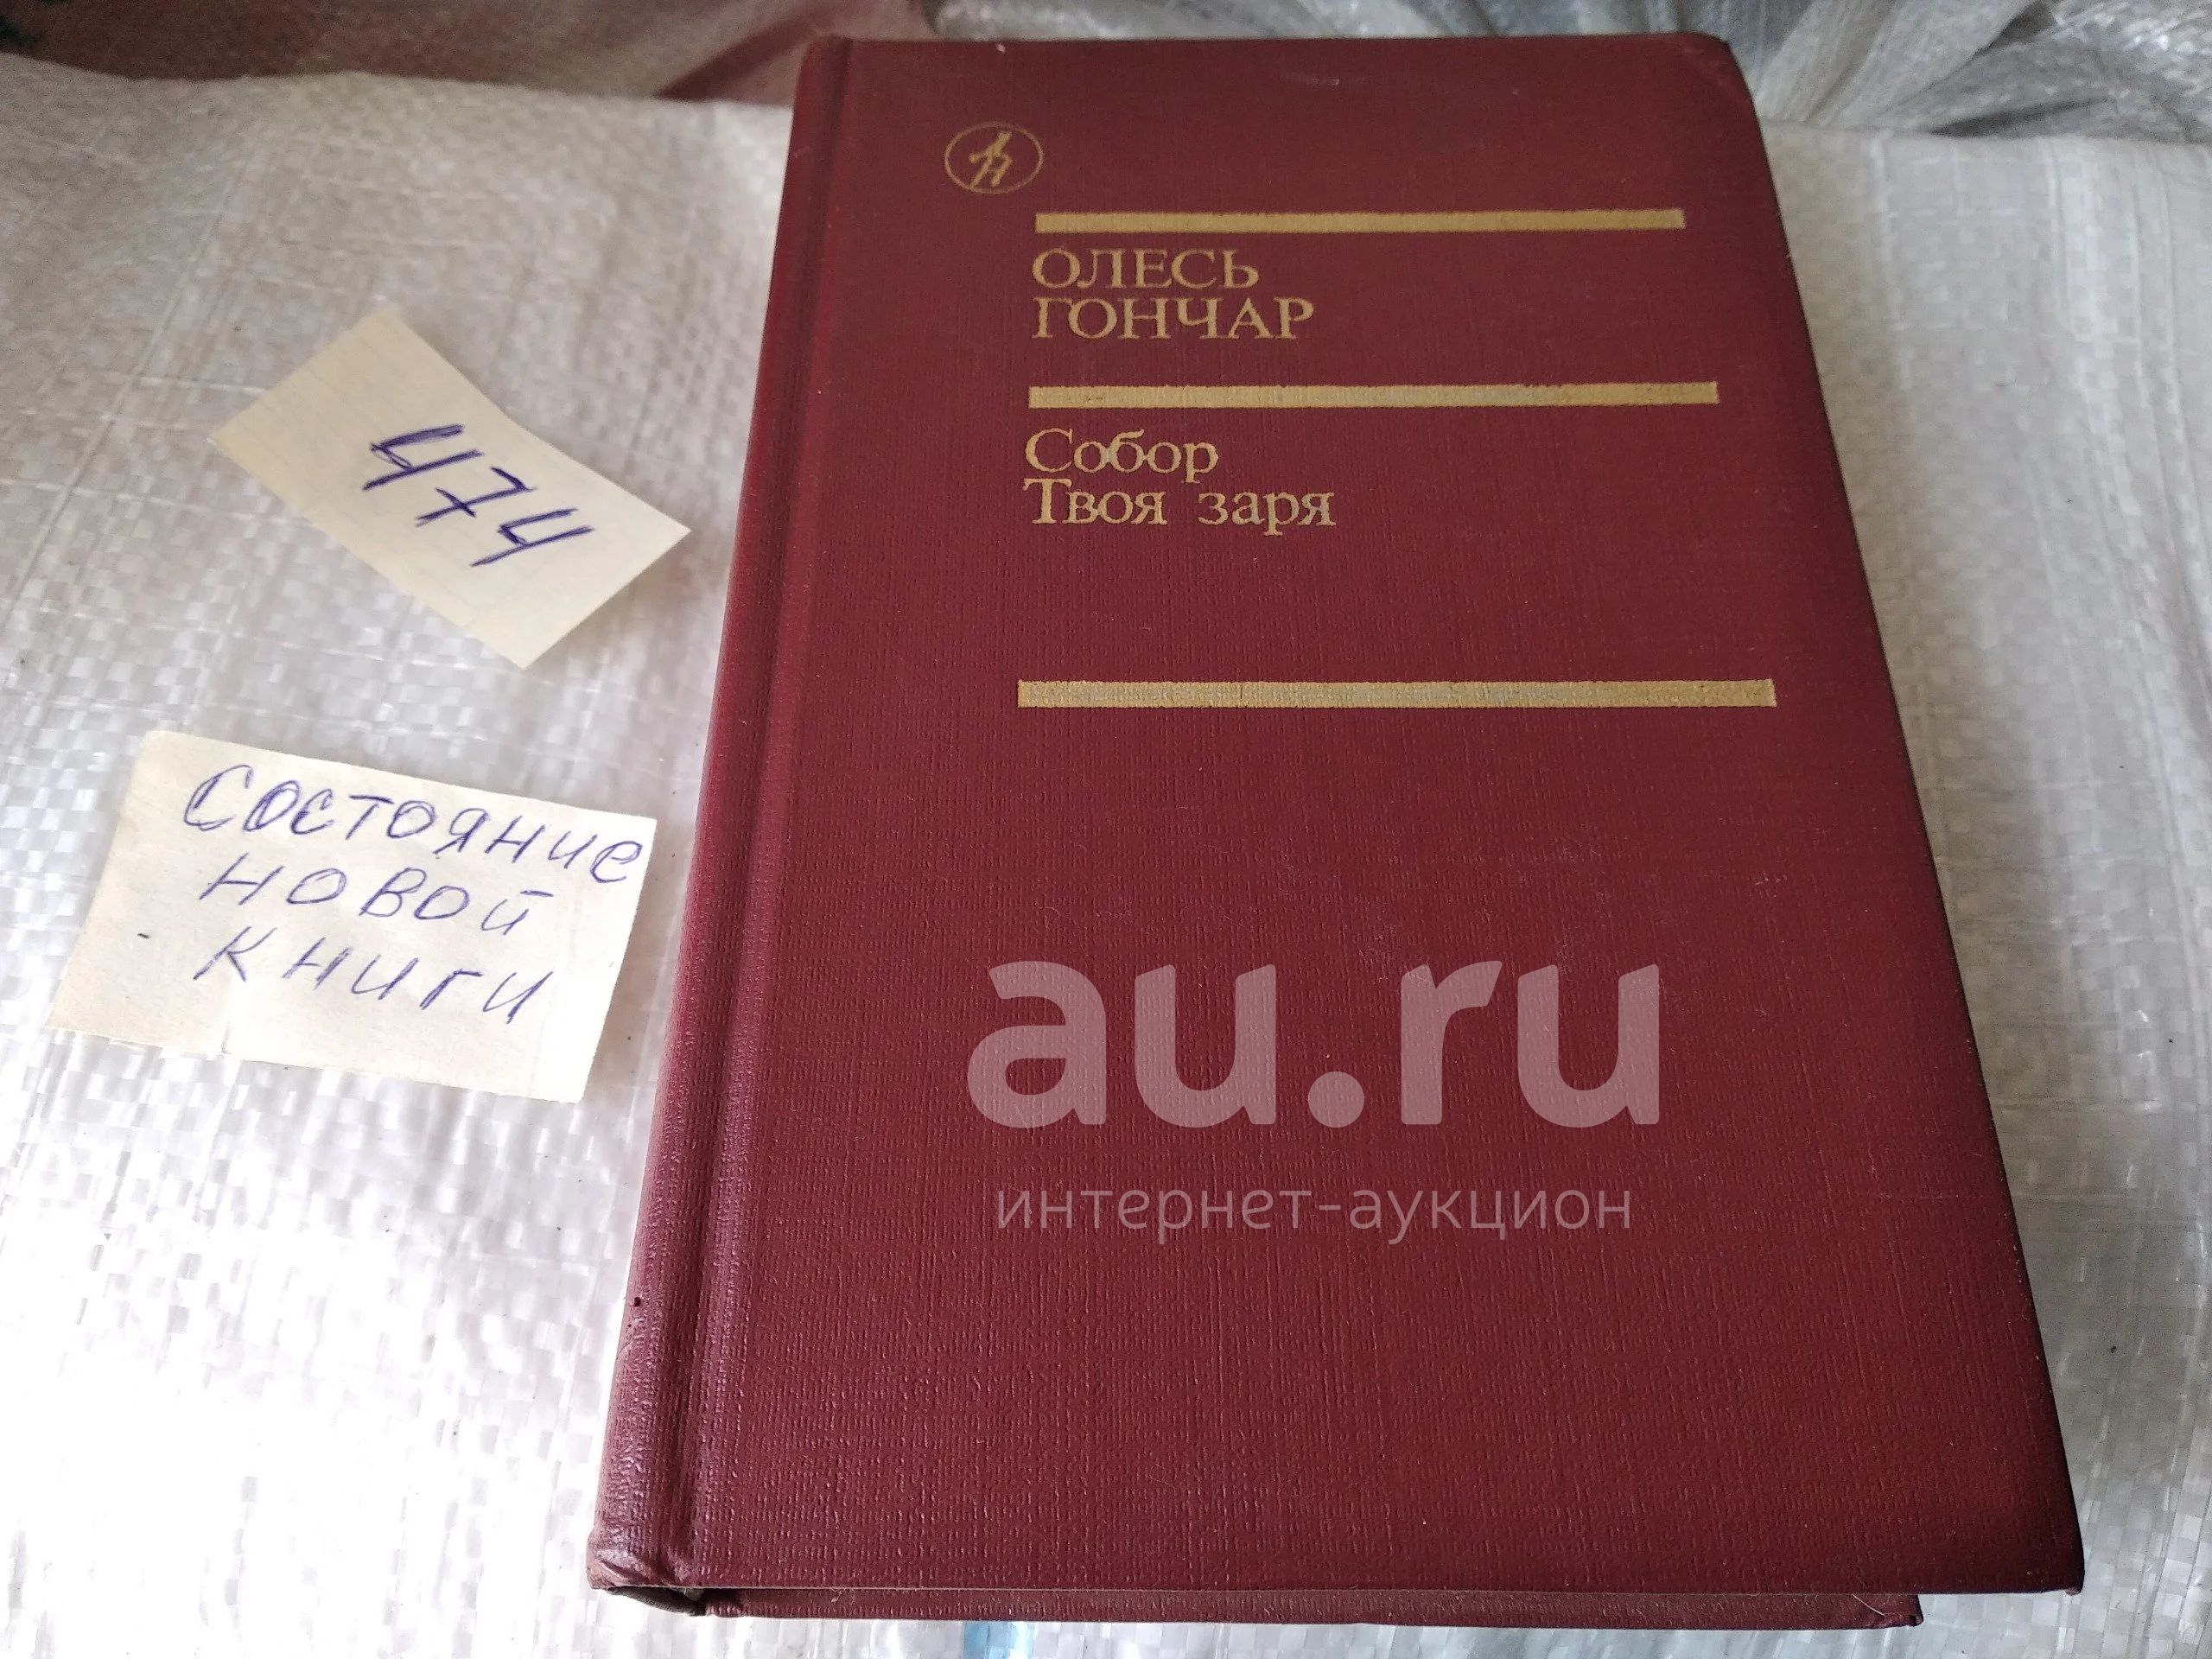 ОЛЕСЬ
ГОНЧАР
Собор
Твоя заря
474
состояние
новой
книги
au.ru
интернет-аукцион